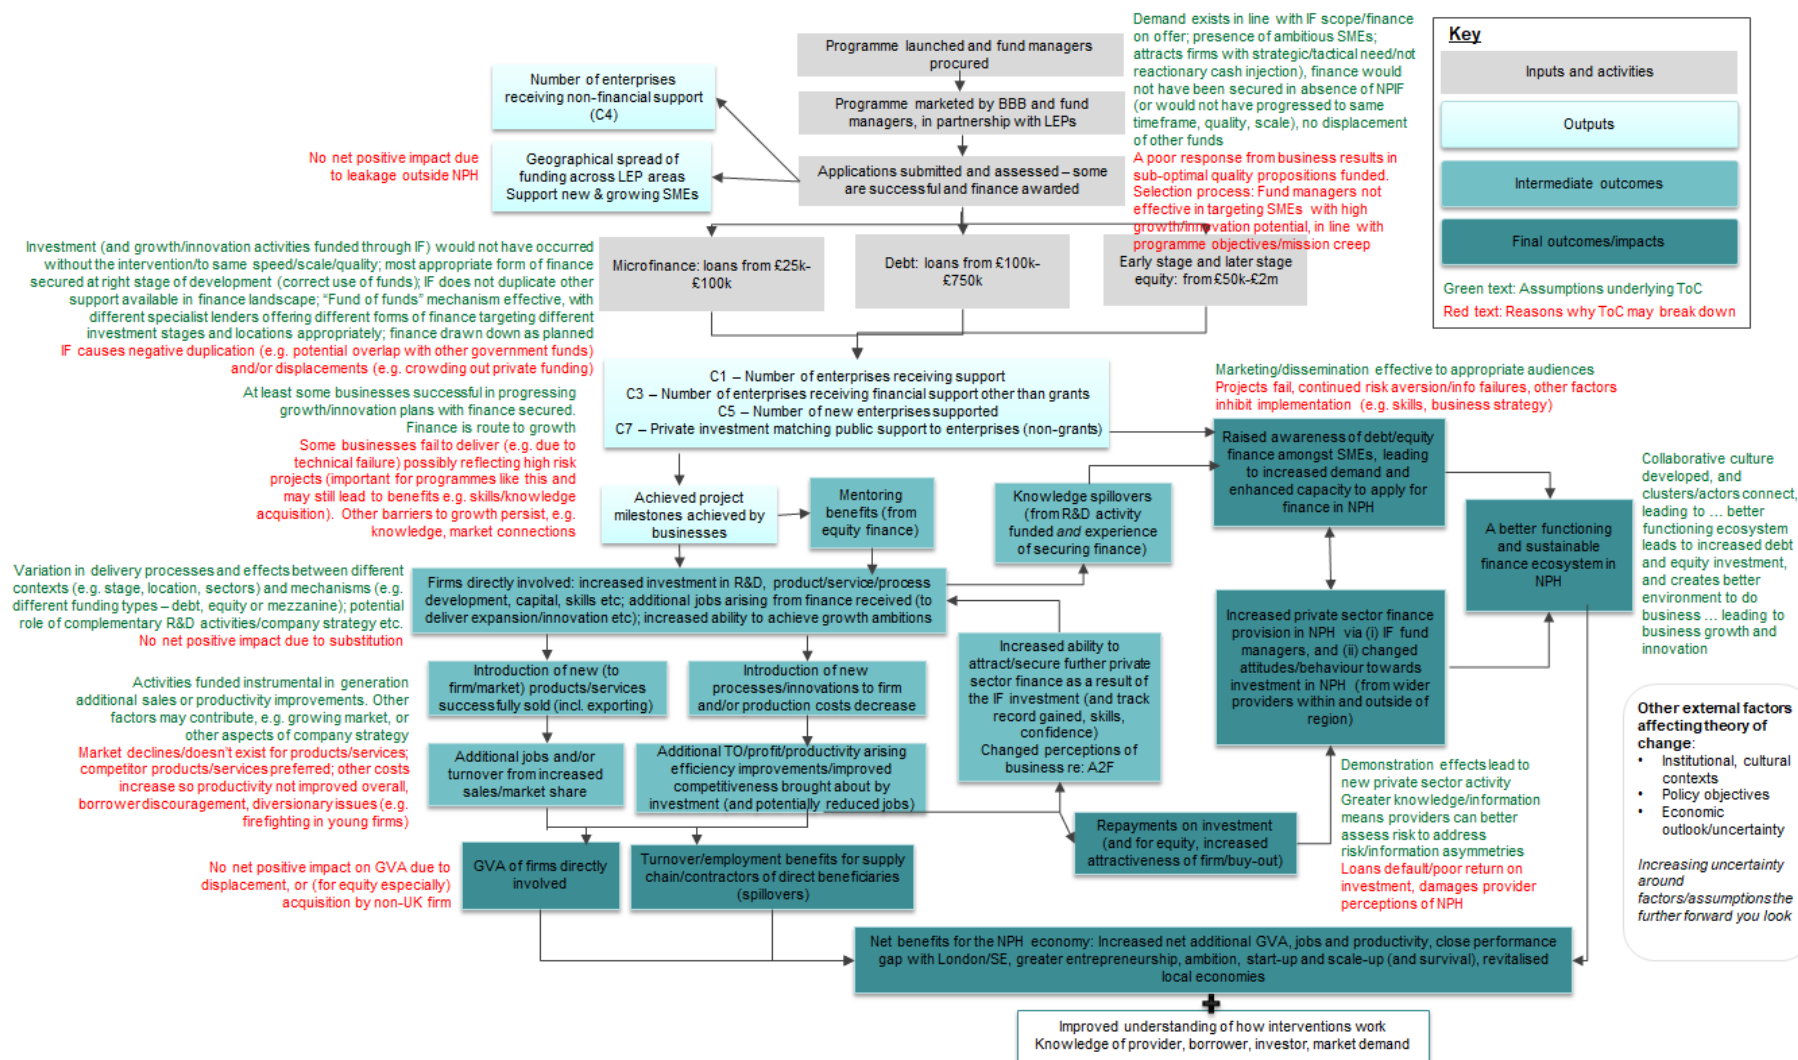 Programme launched and fund managers
procured
Programme marketed by BBB and fund
managers, in partnership with LEPs
Applications submitted and assessed – some
are successful and finance awarded
Number of enterprises
receiving non-financial support
(C4)
Geographical spread of
funding across LEP areas
Support new & growing SMEs
No net positive impact due
to leakage outside NPH
Demand exists in line with IF scope/finance
on offer; presence of ambitious SMEs;
attracts firms with strategic/tactical need/not
reactionary cash injection), finance would
not have been secured in absence of NPIF
(or would not have progressed to same
timeframe, quality, scale), no displacement
of other funds
A poor response from business results in
sub-optimal quality propositions funded.
Selection process: Fund managers not
effective in targeting SMEs with high
growth/innovation potential, in line with
programme objectives/mission creep
Key
Inputs and activities
Outputs
Intermediate outcomes
Final outcomes/impacts
Green text: Assumptions underlying ToC
Red text: Reasons why ToC may break down
Microfinance: loans from £25k-
£100k
Debt: loans from £100k-
£750k
Early stage and later stage
equity: from £50k-£2m
Investment (and growth/innovation activities funded through IF) would not have occurred
without the intervention/to same speed/scale/quality; most appropriate form of finance
secured at right stage of development (correct use of funds); IF does not duplicate other
support available in finance landscape; “Fund of funds” mechanism effective, with
different specialist lenders offering different forms of finance targeting different
investment stages and locations appropriately; finance drawn down as planned
IF causes negative duplication (e.g. potential overlap with other government funds)
and/or displacements (e.g. crowding out private funding)
C1 – Number of enterprises receiving support
C3 – Number of enterprises receiving financial support other than grants
C5 – Number of new enterprises supported
C7 – Private investment matching public support to enterprises (non-grants)
At least some businesses successful in progressing
growth/innovation plans with finance secured.
Finance is route to growth
Some businesses fail to deliver (e.g. due to
technical failure) possibly reflecting high risk
projects (important for programmes like this and
may still lead to benefits e.g. skills/knowledge
acquisition). Other barriers to growth persist, e.g.
knowledge, market connections
Achieved project
milestones achieved by
businesses
Mentoring
benefits (from
equity finance)
Knowledge spillovers
(from R&D activity
funded and experience
of securing finance)
Marketing/dissemination effective to appropriate audiences
Projects fail, continued risk aversion/info failures, other factors
inhibit implementation (e.g. skills, business strategy)
Raised awareness of debt/equity
finance amongst SMEs, leading
to increased demand and
enhanced capacity to apply for
finance in NPH
A better functioning
and sustainable
finance ecosystem in
NPH
Collaborative culture
developed, and
clusters/actors connect,
leading to ... better
functioning ecosystem
leads to increased debt
and equity investment,
and creates better
environment to do
business ... leading to
business growth and
innovation
Variation in delivery processes and effects between different
contexts (e.g. stage, location, sectors) and mechanisms (e.g.
different funding types – debt, equity or mezzanine); potential
role of complementary R&D activities/company strategy etc.
No net positive impact due to substitution
Firms directly involved: increased investment in R&D, product/service/process
development, capital, skills etc; additional jobs arising from finance received (to
deliver expansion/innovation etc); increased ability to achieve growth ambitions
Increased private sector finance
provision in NPH via (i) IF fund
managers, and (ii) changed
attitudes/behaviour towards
investment in NPH (from wider
providers within and outside of
region)
Increased ability to
attract/secure further private
sector finance as a result of
the IF investment (and track
record gained, skills,
confidence)
Changed perceptions of
business re: A2F
Introduction of new (to
firm/market) products/services
successfully sold (incl. exporting)
Introduction of new
processes/innovations to firm
and/or production costs decrease
Activities funded instrumental in generation
additional sales or productivity improvements. Other
factors may contribute, e.g. growing market, or
other aspects of company strategy
Market declines/doesn’t exist for products/services;
competitor products/services preferred; other costs
increase so productivity not improved overall,
borrower discouragement, diversionary issues (e.g.
firefighting in young firms)
Additional jobs and/or
turnover from increased
sales/market share
Additional TO/profit/productivity arising
efficiency improvements/improved
competitiveness brought about by
investment (and potentially reduced jobs)
Other external factors
affecting theory of
change:
• Institutional, cultural
contexts
• Policy objectives
• Economic
outlook/uncertainty
Increasing uncertainty
around
factors/assumptions the
further forward you look
Repayments on investment
(and for equity, increased
attractiveness of firm/buy-out)
Demonstration effects lead to
new private sector activity
Greater knowledge/information
means providers can better
assess risk to address
risk/information asymmetries
Loans default/poor return on
investment, damages provider
perceptions of NPH
No net positive impact on GVA due to
displacement, or (for equity especially)
acquisition by non-UK firm
GVA of firms directly
involved
Turnover/employment benefits for supply
chain/contractors of direct beneficiaries
(spillovers)
Net benefits for the NPH economy: Increased net additional GVA, jobs and productivity, close performance
gap with London/SE, greater entrepreneurship, ambition, start-up and scale-up (and survival), revitalised
local economies
Improved understanding of how interventions work
Knowledge of provider, borrower, investor, market demand